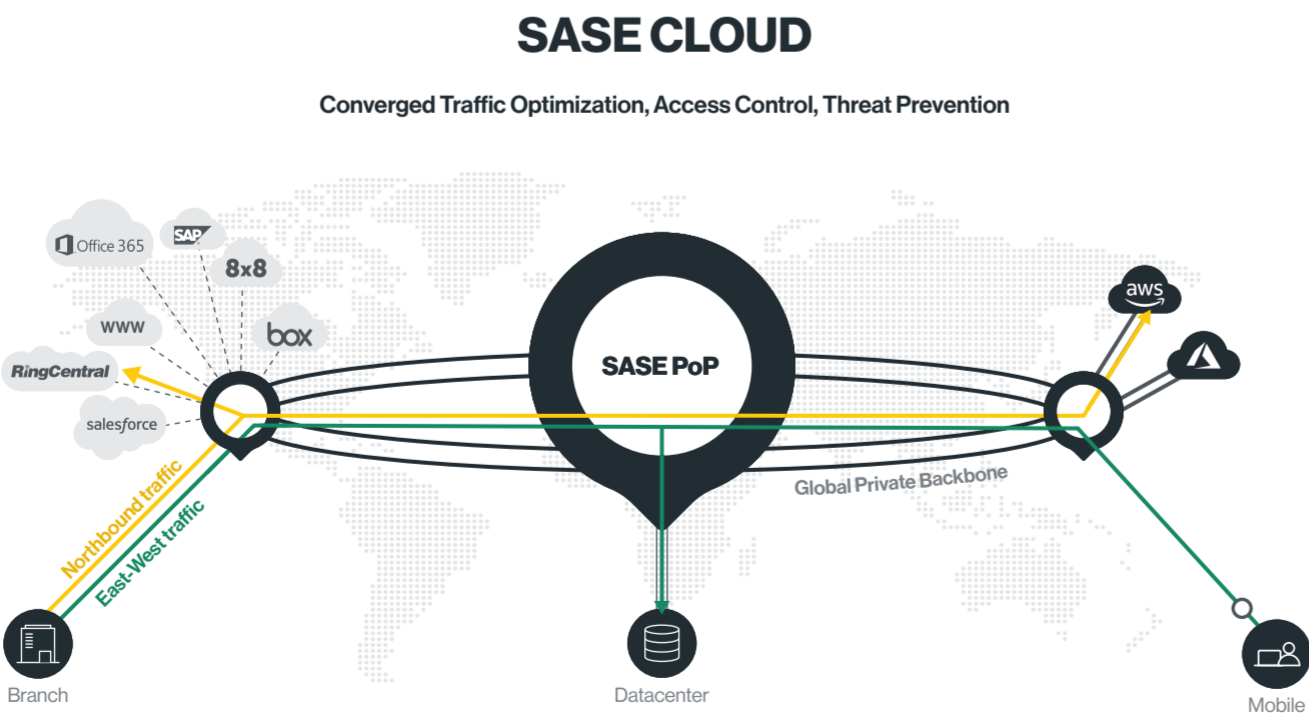 SASE CLOUD
Converged Traffic Optimization, Access Control, Threat Prevention
Office 365
SAP
8x8
www
box
RingCentral
salesforce
SASE PoP
aws
Global Private Backbone
Northbound traffic
East-West traffic
Branch
Datacenter
Mobile